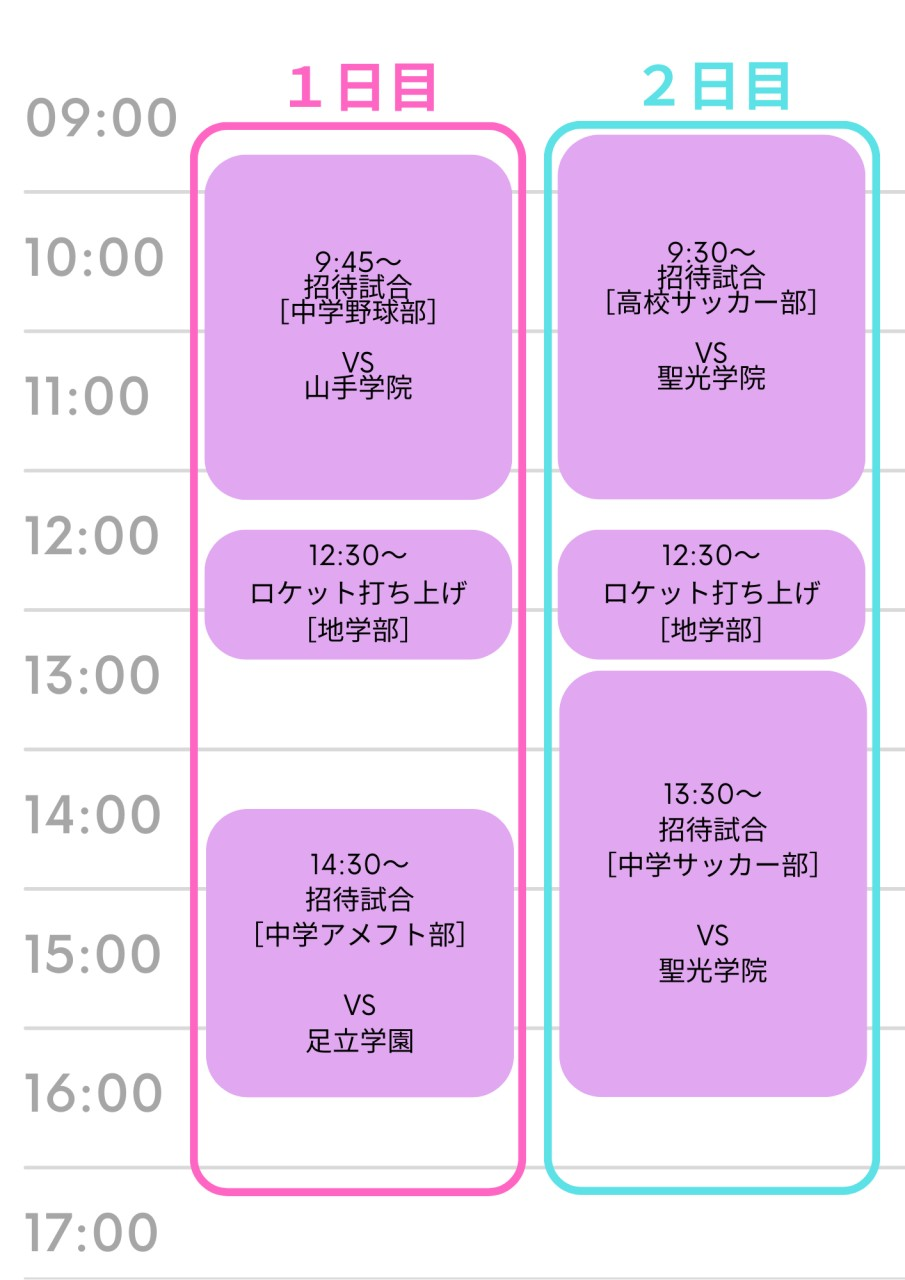 1日目
2日目
09:00
10:00
11:00
12:00
13:00
14:00
15:00
16:00
17:00
9:45〜
招待試合
[中学野球部]
VS
山手学院
12:30〜
ロケット打ち上げ
[地学部]
14:30〜
招待試合
[中学アメフト部]
VS
足立学園
9:30〜
招待試合
[高校サッカー部]
VS
聖光学院
12:30〜
ロケット打ち上げ
[地学部]
13:30〜
招待試合
[中学サッカー部]
VS
聖光学院